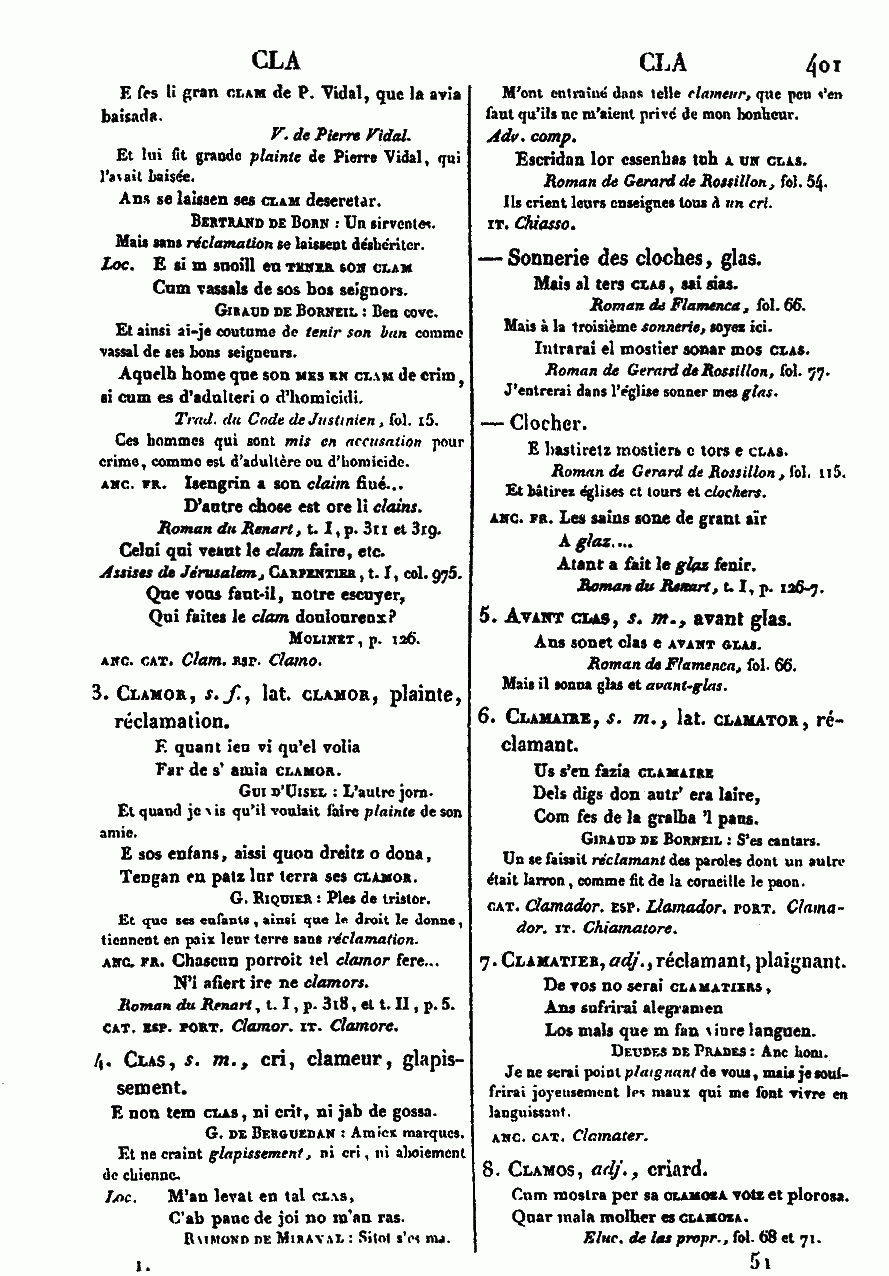 CLA
E fes li gran CLAM de P. Vidal, que la avia
baisada.
V. de Pierre Vidal.
Et lui fit grande plainte de Pierre Vidal, qui
l'avait baisée.
Ans se laissen ses CLAM deseretar.
BERTRAND DE BORN : Un sirventes.
Mais sans réclamation se laissent déshériter.
Loc. E si m suoill en TENER SON CLAM
Cum vassals de sos bos seignors.
GIRAUD DE BORNEIL : Ben cove.
Et ainsi ai-je coutume de tenir son ban comme
vassal de ses bons seigneurs.
Aquelh home que son MES EN CLAM de crim,
si cum es d'adulteri o d'homicidi.
Trad. du Code de Justinien, fol. 15.
Ces hommes qui sont mis en accusation pour
crime, comme est d'adultère ou d'homicide.
ANC. FR. Isengrin a son claim finé...
D'autre chose est ore li clains.
Roman du Renart, t. I, p. 311 et 319.
Celui qui veaut le clam faire, etc.
Assises de Jérusalem, CARPENTIER, t. I, col. 975.
Que vous faut-il, notre escuyer,
Qui faites le clam douloureux?
MOLINET, p. 126.
ANC. CAT. Clam. ESP. Clamo.
3. CLAMOR, s. f., lat. CLAMOR, plainte,
réclamation.
E quant ieu vi qu'el volia
Far de s' amia CLAMOR.
GUI D'UISEL : L'autre jorn.
Et quand je vis qu'il voulait faire plainte de son
amie.
E sos enfans, aissi quon dreitz o dona,
Tengan en patz lur terra ses CLAMOR.
G. RIQUIER : Ples de tristor.
Et que ses enfants, ainsi que le droit le donne,
tiennent en paix leur terre sans réclamation.
ANC. FR. Chascun porroit tel clamor fere...
N'i afiert ire ne clamors.
Roman du Renart, t. I, p. 318, et t. II, p. 5.
CAT. ESP. PORT. Clamor. IT. Clamore.
4. CLAS, s. m., cri, clameur, glapis-
sement.
E non tem CLAS, ni crit, ni jab de gossa.
G. DE BERGUEDAN : Amicx marques.
Et ne craint glapissement, ni cri, ni aboiement
de chienne.
Loc. M'an levat en tal CLAS,
C'ab pauc de joi no m'an ras.
RAIMOND DE MIRAVAL : Sitot s'es ma.
1.
CLA 401
M'ont entraîné dans telle clameur, que peu s'en
faut qu'ils ne m'aient privé de mon bonheur.
Adv. comp.
Escridan lor essenhas tuh A UN CLAS.
Roman de Gerard de Rossillon, fol. 54.
Ils crient leurs enseignes tous à un cri.
IT. Chiasso.
— Sonnerie des cloches, glas.
Mais al ters CLAS, sai sias.
Roman de Flamenca, fol. 66.
Mais à la troisième sonnerie, soyez ici.
Intrarai el mostier sonar mos CLAS.
Roman de Gerard de Rossillon, fol. 77.
J'entrerai dans l'église sonner mes glas.
— Clocher.
E bastiretz mostiers e tors e CLAS.
Roman de Gerard de Rossillon, fol. 115.
Et bâtirez églises et tours et clochers.
ANC. FR. Les sains sone de grant aïr
A glaz....
Atant a fait le glaz fenir.
Roman du Renart, t. I, p. 126-7.
5. AVANT CLAS, s. m., avant glas.
Ans sonet clas e AVANT GLAS.
Roman de Flamenca, fol. 66.
Mais il sonna glas et avant-glas.
6. CLAMAIRE, s. m., lat. CLAMATOR, ré-
clamant.
Us s'en fazia CLAMAIRE
Dels digs don autr' era laire,
Com fes de la gralha 'l paus.
GIRAUD DE BORNEIL : S'es cantars.
Un se faisait réclamant des paroles dont un autre
était larron, comme fit de la corneille le paon.
CAT. Clamador. ESP. Llamador. PORT. Clama-
dor. IT. Chiamatore.
7. CLAMATIER, adj., réclamant, plaignant.
De vos no serai CLAMATIERS,
Ans sufrirai alegramen
Los mals que m fan viure languen.
DEUDES DE PRADES : Anc hom.
Je ne serai point plaignant de vous, mais je souf-
frirai joyeusement les maux qui me font vivre en
languissant.
ANC. CAT. Clamater.
8. CLAMOS, adj., criard.
Cum mostra per sa CLAMOZA votz et plorosa.
Quar mala molher es CLAMOZA.
Eluc. de las propr., fol. 68 et 71.
51